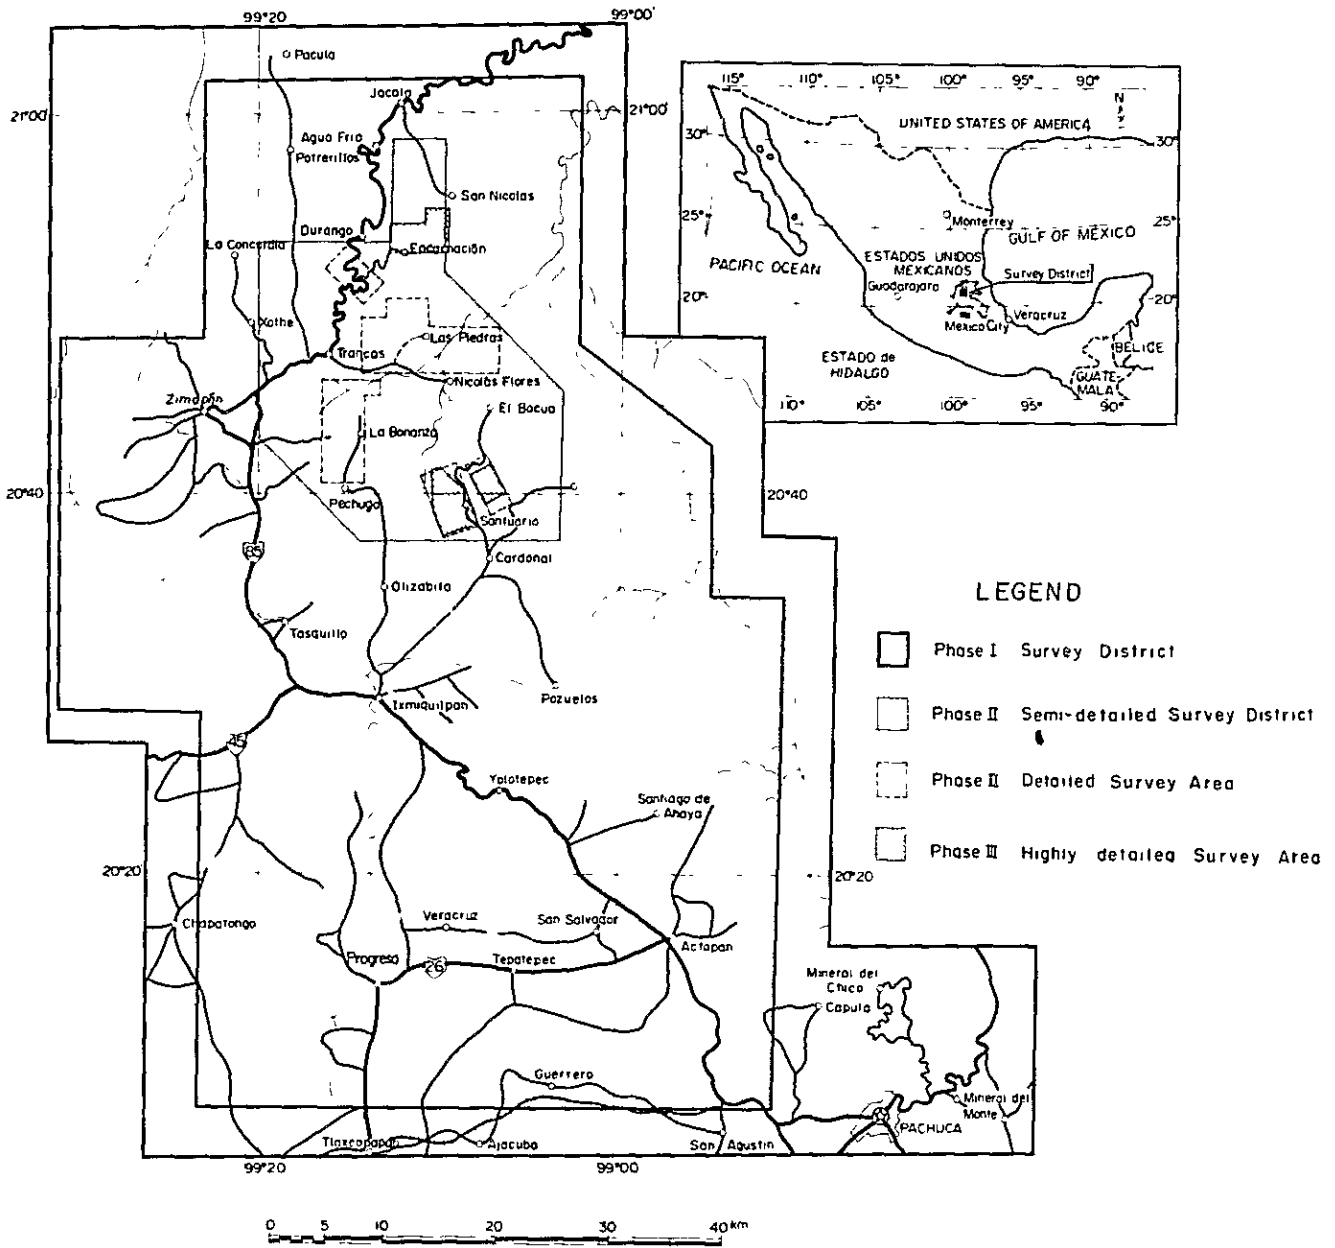 99°20
99°00'
Pacula
Jacala
21°00'
21°00'
Agua Fria
Potrerillos
San Nicolas
Durango
La Concordia
Encarnación
Xothe
Trancas
Las Piedras
Nicolás Flores
Zimapán
El Bocua
La Bonanza
20°40
20°40
Pechuga
Santuario
85
Cardonal
Olizabita
Tasquillo
Ixmiquilpan
Pozuelos
45
Yolotepec
Santiago de
Anaya
20°20
20°20
Chapatongo
Veracruz
San Salvador
Actopan
Progreso
26
Tepatepec
Mineral del
Chico
Capula
Guerrero
Mineral del
Monte
PACHUCA
Tlaxcoapan
Ajacuba
San Agustin
99°20
99°00'
0 5 10 20 30 40 km
115° 110° 105° 100° 95° 90°
N
UNITED STATES OF AMERICA
30°
30°
25°
25°
Monterrey
GULF OF MEXICO
PACIFIC OCEAN
ESTADOS UNIDOS
MEXICANOS
Survey District
Guadarajara
20°
20°
Veracruz
Mexico City
BELICE
ESTADO de
HIDALGO
GUATE-
MALA
110° 105° 100° 95° 90°
LEGEND
Phase I Survey District
Phase II Semi-detailed Survey District
Phase II Detailed Survey Area
Phase III Highly detailed Survey Area